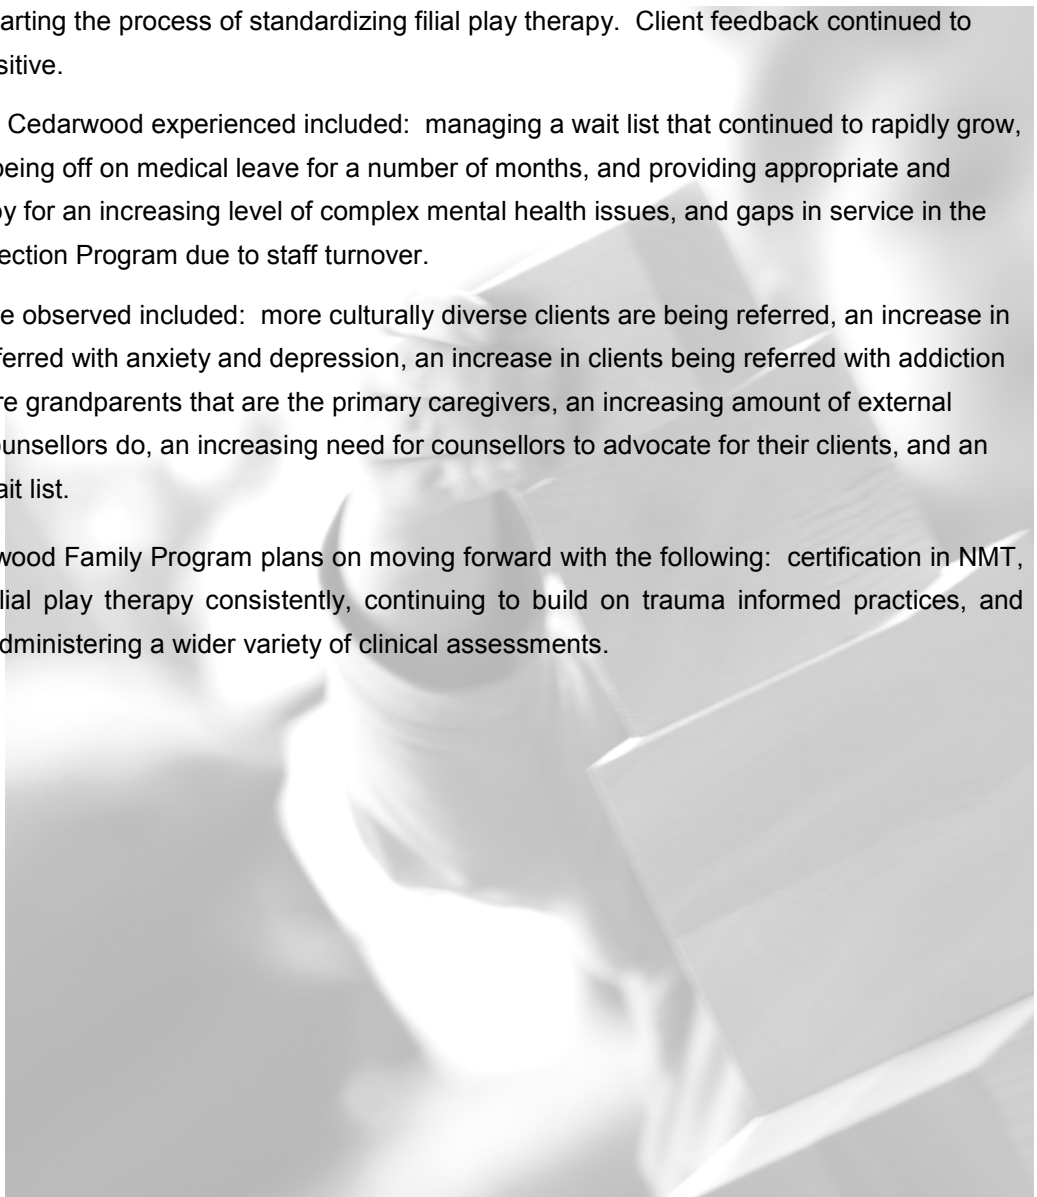 arting the process of standardizing filial play therapy. Client feedback continued to
sitive.
Cedarwood experienced included: managing a wait list that continued to rapidly grow,
being off on medical leave for a number of months, and providing appropriate and
by for an increasing level of complex mental health issues, and gaps in service in the
ection Program due to staff turnover.
e observed included: more culturally diverse clients are being referred, an increase in
ferred with anxiety and depression, an increase in clients being referred with addiction
re grandparents that are the primary caregivers, an increasing amount of external
ounsellors do, an increasing need for counsellors to advocate for their clients, and an
ait list.
wood Family Program plans on moving forward with the following: certification in NMT,
lial play therapy consistently, continuing to build on trauma informed practices, and
dministering a wider variety of clinical assessments.